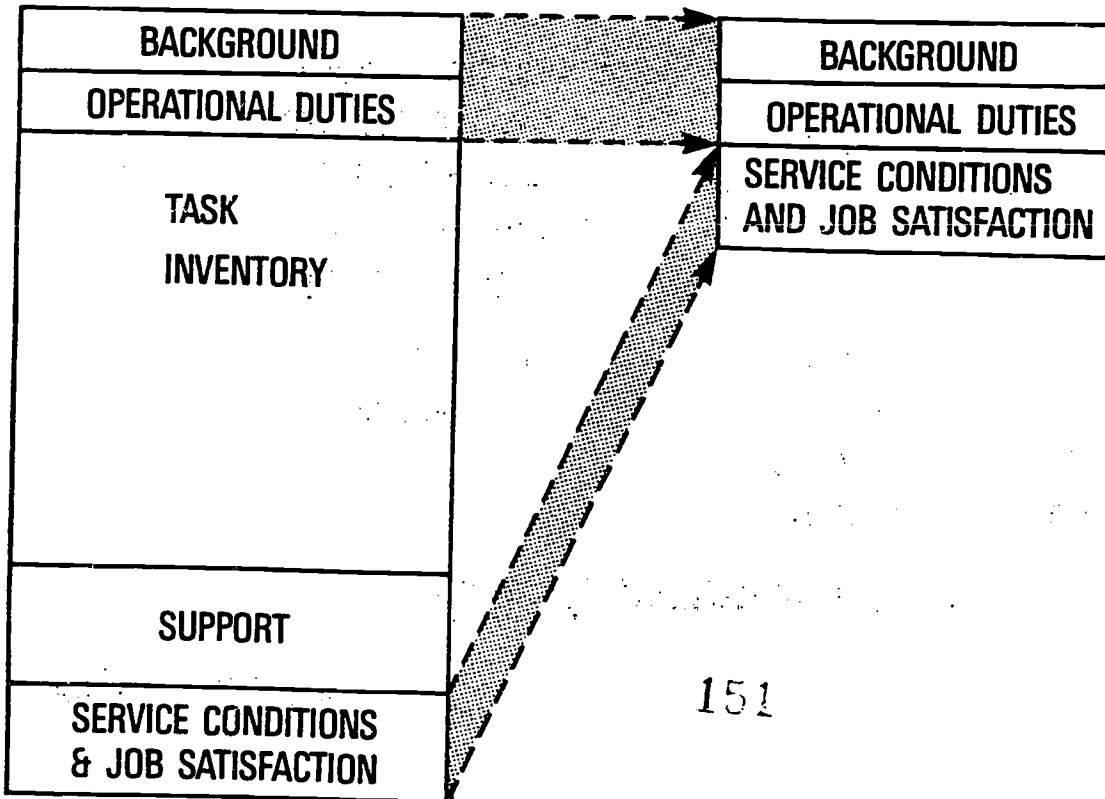 BACKGROUND
OPERATIONAL DUTIES
TASK
INVENTORY
SUPPORT
SERVICE CONDITIONS
& JOB SATISFACTION
BACKGROUND
OPERATIONAL DUTIES
SERVICE CONDITIONS
AND JOB SATISFACTION
151